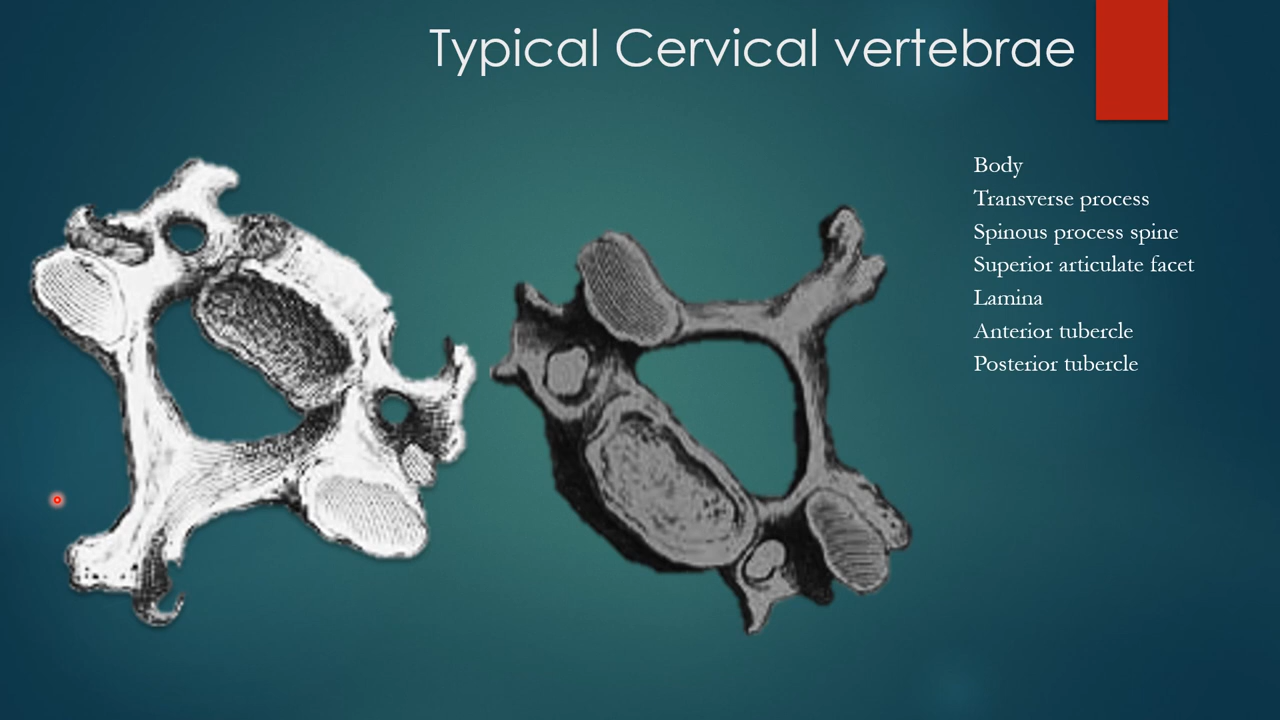 Typical Cervical vertebrae
Body
Transverse process
Spinous process spine
Superior articulate facet
Lamina
Anterior tubercle
Posterior tubercle